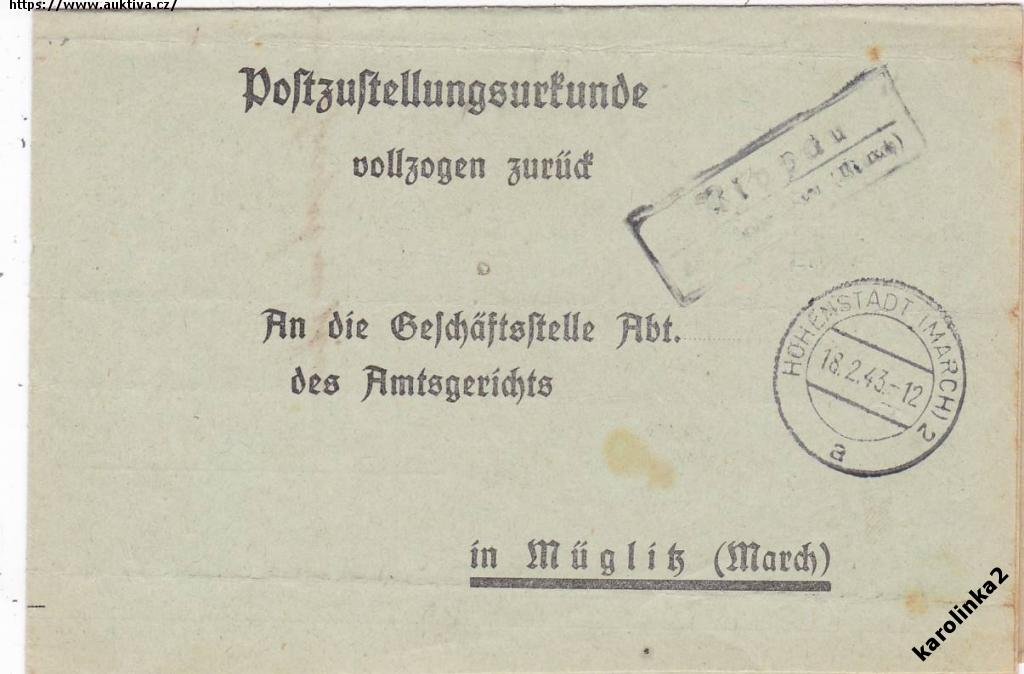 https://www.auktiva.cz/
Postzustellungsurkunde
vollzogen zurück
(March)
An die Geschäftsstelle Abt.
des Amtsgerichts
HOHENSTADT (MARCH) 2
18.2.43.-12
a
in Müglitz (March)
karolinka2